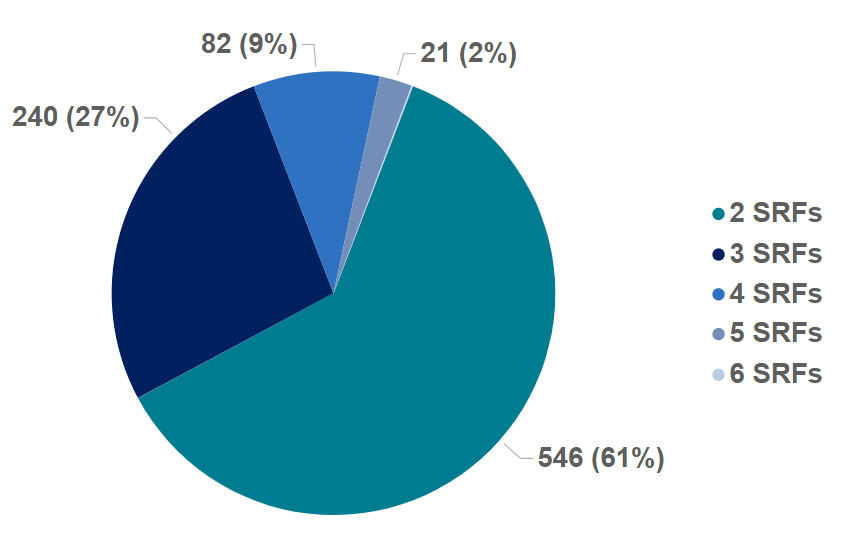 82 (9%)
21 (2%)
240 (27%)
2 SRFs
3 SRFs
4 SRFs
5 SRFs
6 SRFs
546 (61%)